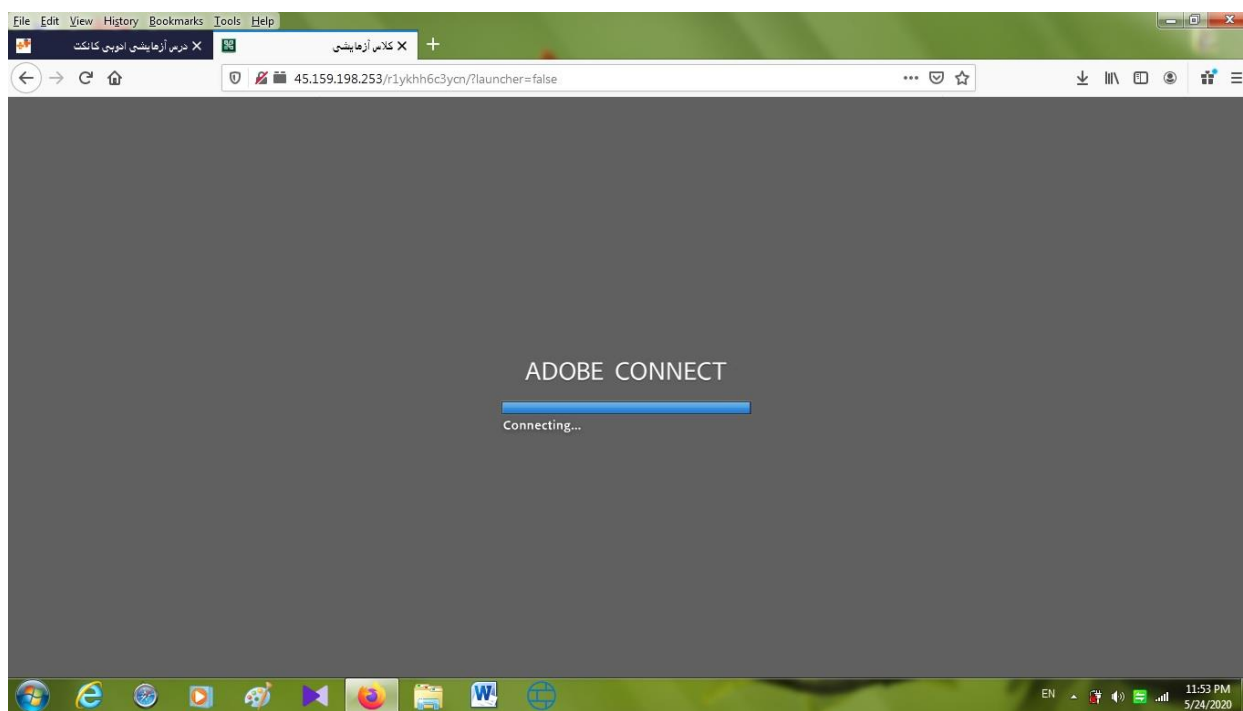 File Edit View History Bookmarks Tools Help
درس آزمایشی ادوبی کانکت
کلاس آزمایشی
45.159.198.253/r1ykhh6c3ycn/?launcher=false
ADOBE CONNECT
Connecting...
EN
11:53 PM
5/24/2020